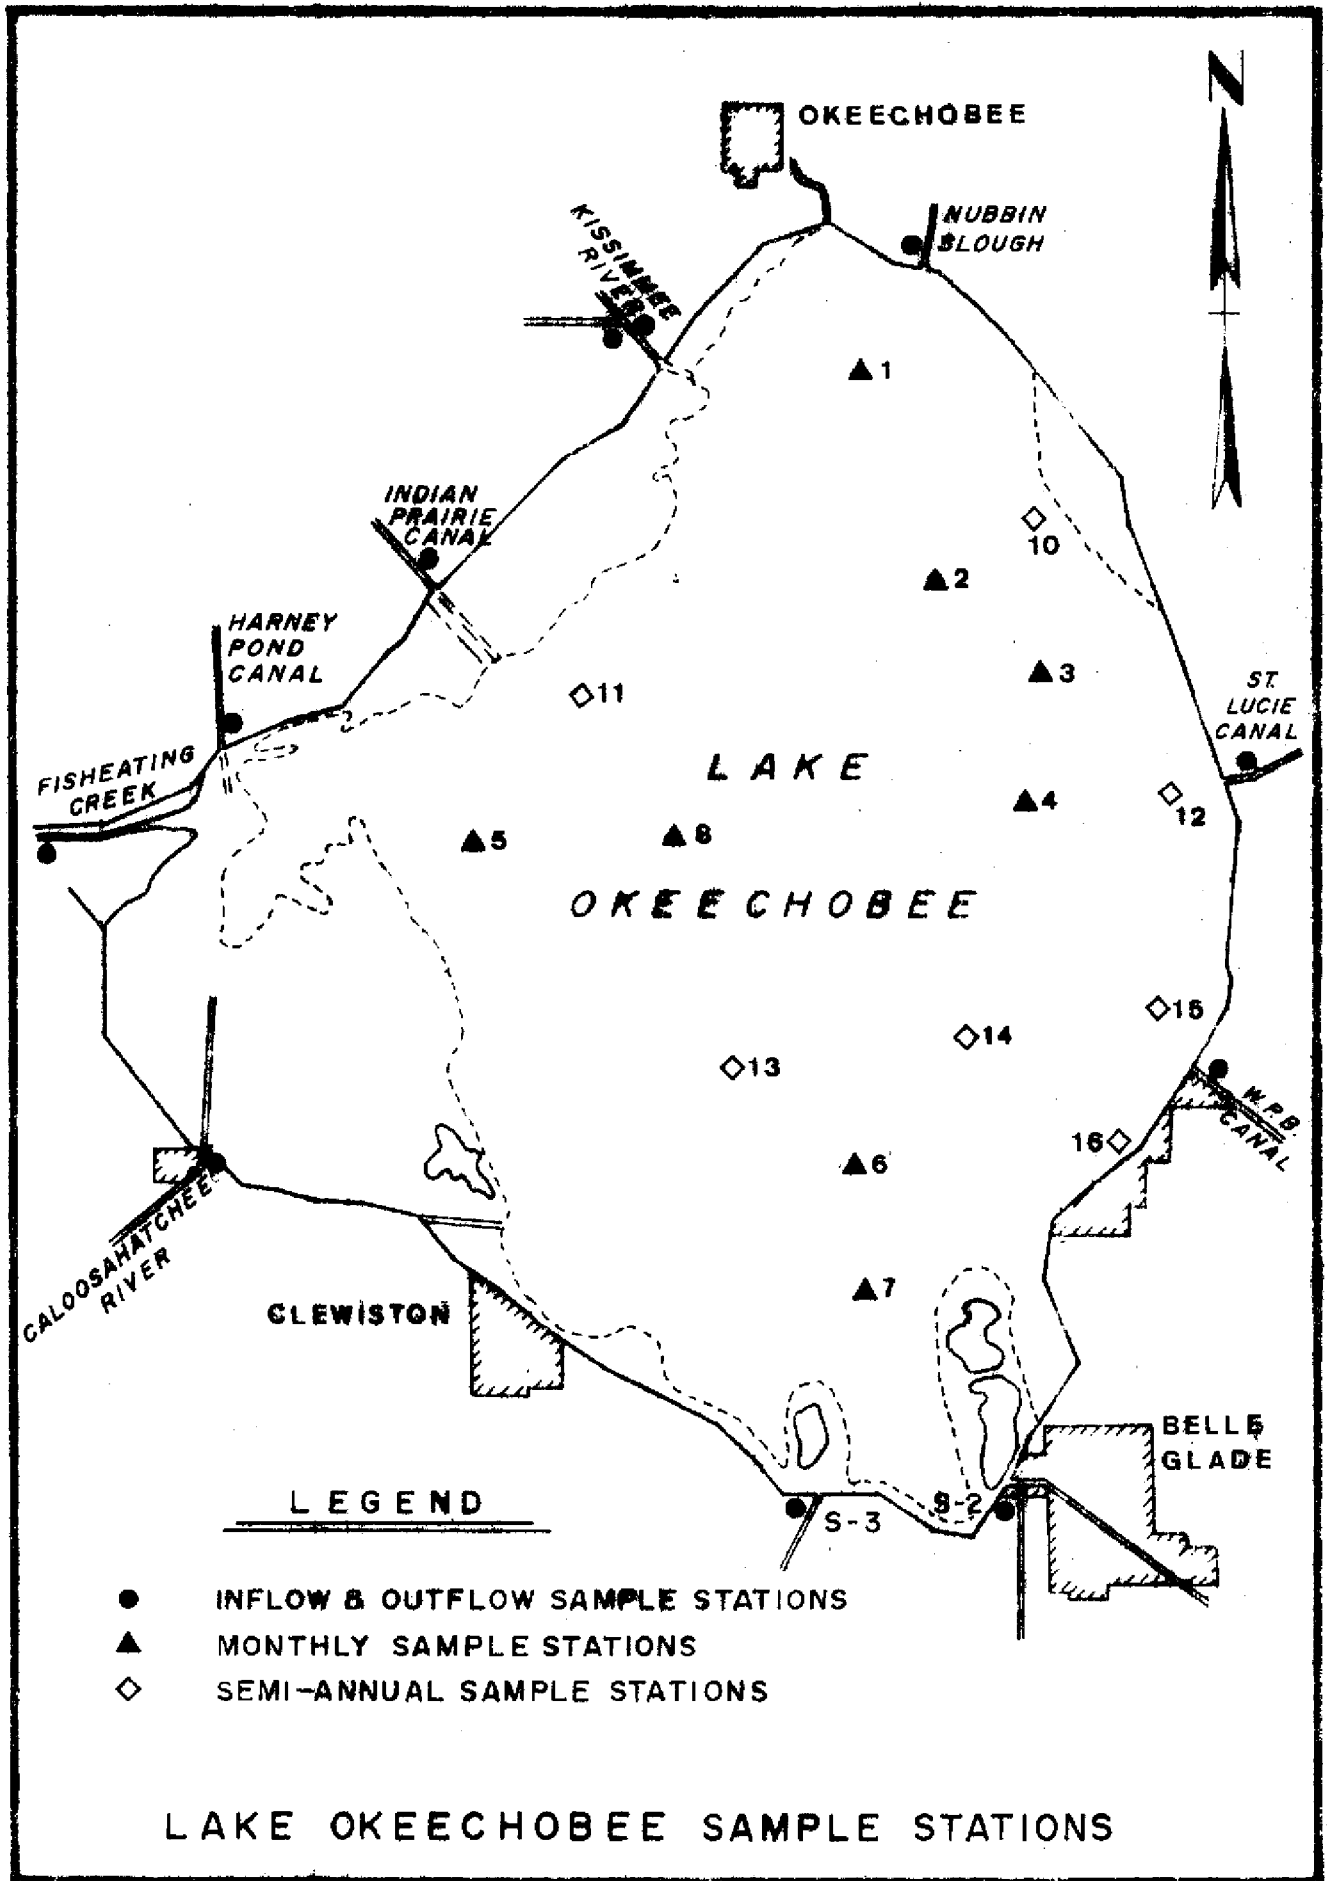 N
OKEECHOBEE
NUBBIN
SLOUGH
KISSIMMEE
RIVER
1
INDIAN
PRAIRIE
CANAL
10
2
HARNEY
POND
CANAL
3
11
ST.
LUCIE
CANAL
LAKE
FISHEATING
CREEK
4
12
5
8
OKEECHOBEE
15
14
13
W.P.B.
CANAL
16
6
CALOOSAHATCHEE
RIVER
7
CLEWISTON
BELLE
GLADE
S-2
S-3
LEGEND
INFLOW & OUTFLOW SAMPLE STATIONS
MONTHLY SAMPLE STATIONS
SEMI-ANNUAL SAMPLE STATIONS
LAKE OKEECHOBEE SAMPLE STATIONS